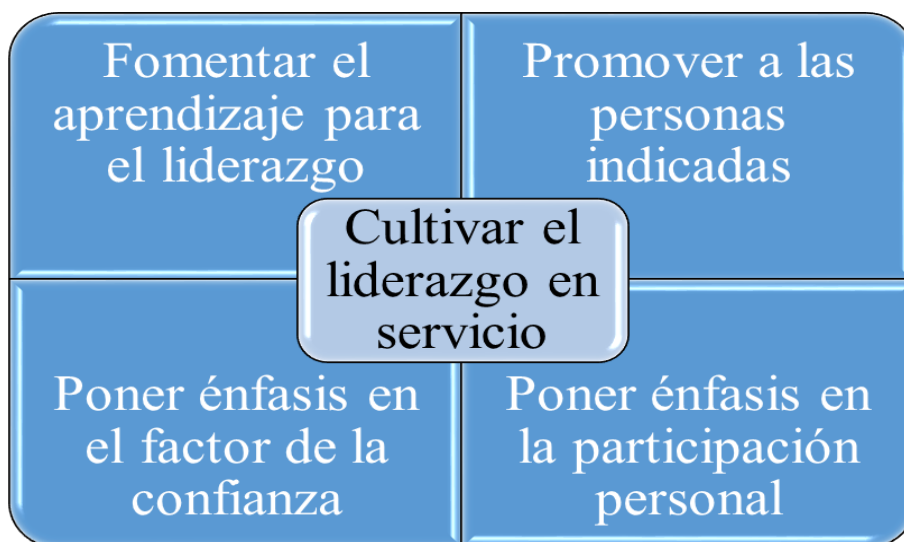 Fomentar el
aprendizaje para
el liderazgo
Promover a las
personas
indicadas
Cultivar el
liderazgo en
servicio
Poner énfasis en
el factor de la
confianza
Poner énfasis en
la participación
personal